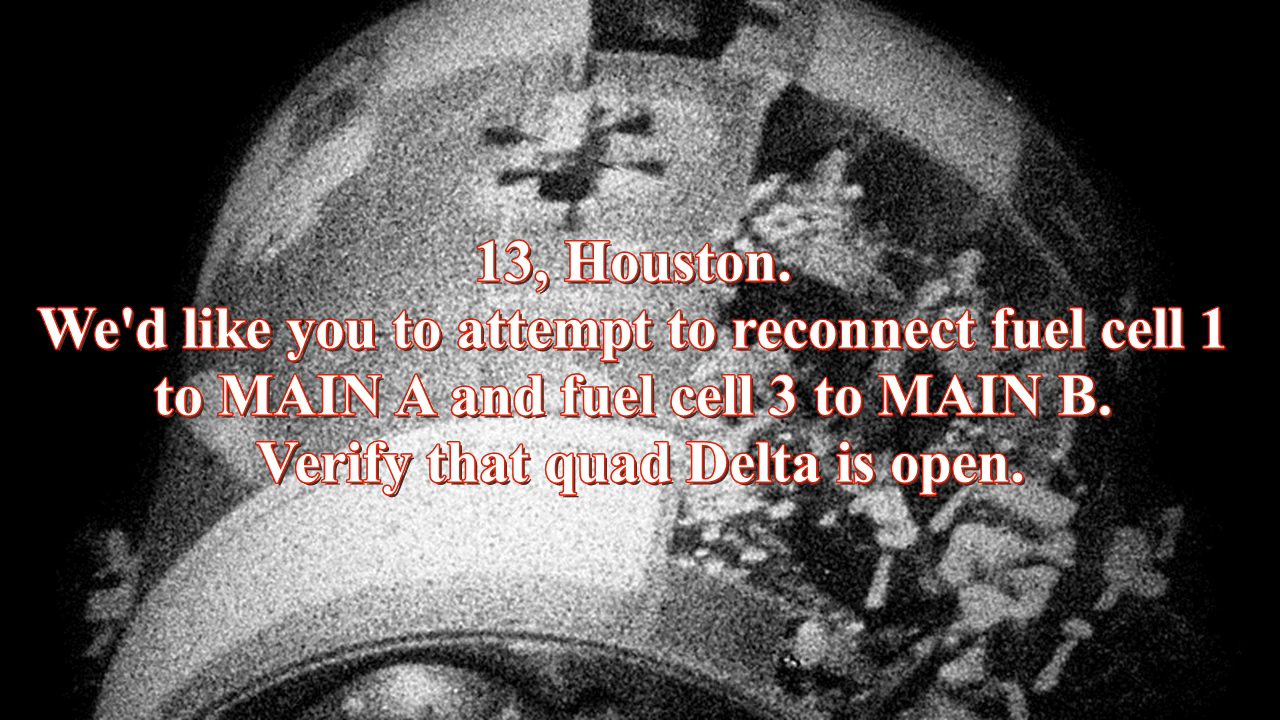 13, Houston.
We'd like you to attempt to reconnect fuel cell 1
to MAIN A and fuel cell 3 to MAIN B.
Verify that quad Delta is open.